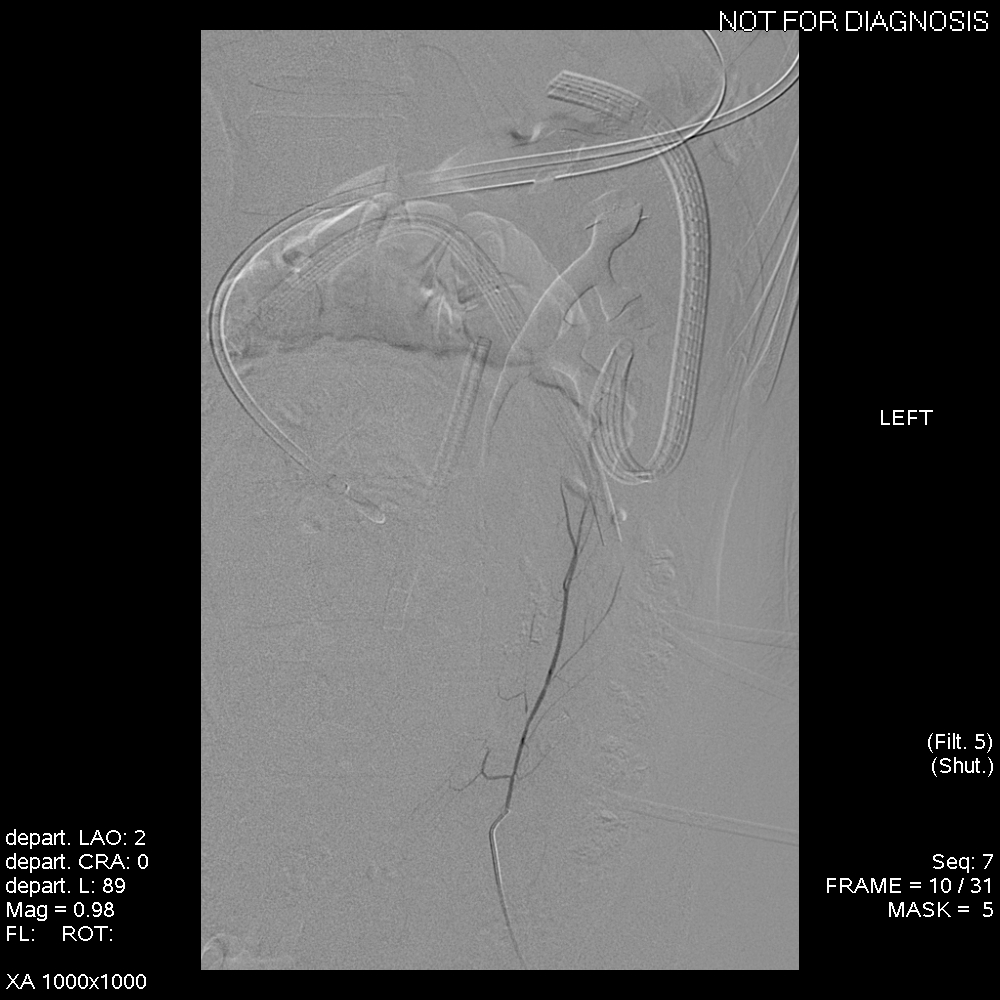 NOT FOR DIAGNOSIS
LEFT
(Filt. 5)
(Shut.)
depart. LAO: 2
depart. CRA: 0
depart. L: 89
Mag = 0.98
FL: ROT:
XA 1000x1000
Seq: 7
FRAME = 10 / 31
MASK = 5